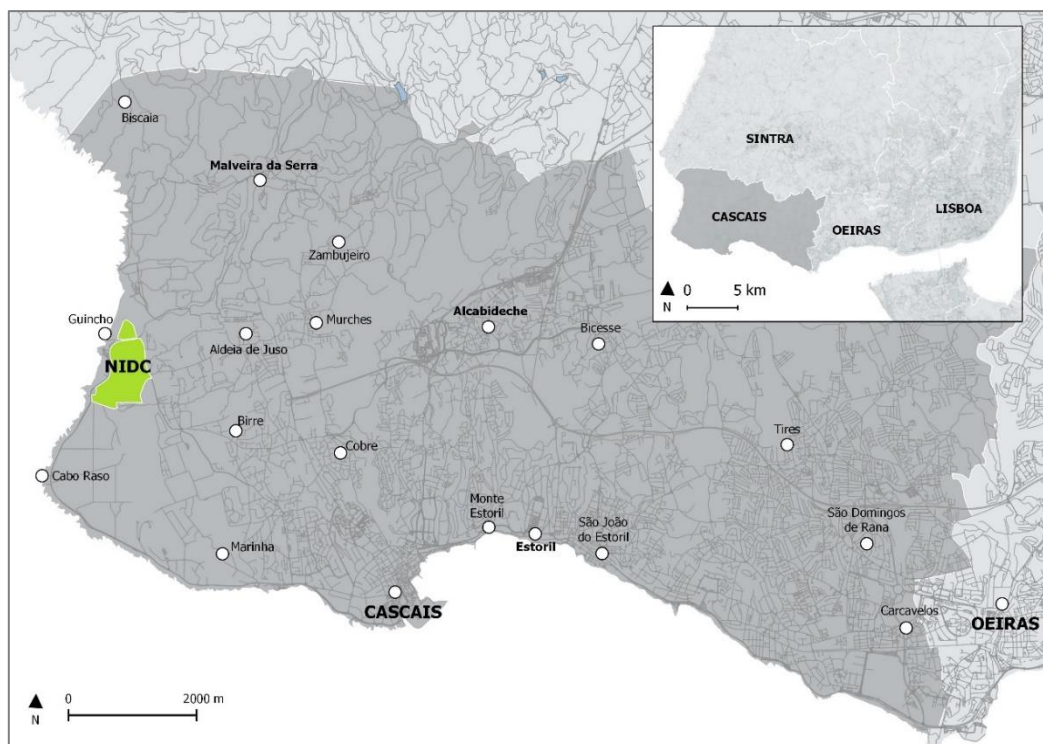 Biscaia
Malveira da Serra
Zambujeiro
Guincho
Murches
Aldeia de Juso
Alcabideche
Bicesse
NIDC
Birre
Cobre
Tires
Cabo Raso
Monte
Estoril
Estoril
São João
do Estoril
São Domingos
de Rana
Marinha
CASCAIS
Carcavelos
OEIRAS
N
0 2000 m
SINTRA
CASCAIS
OEIRAS
LISBOA
N
0 5 km